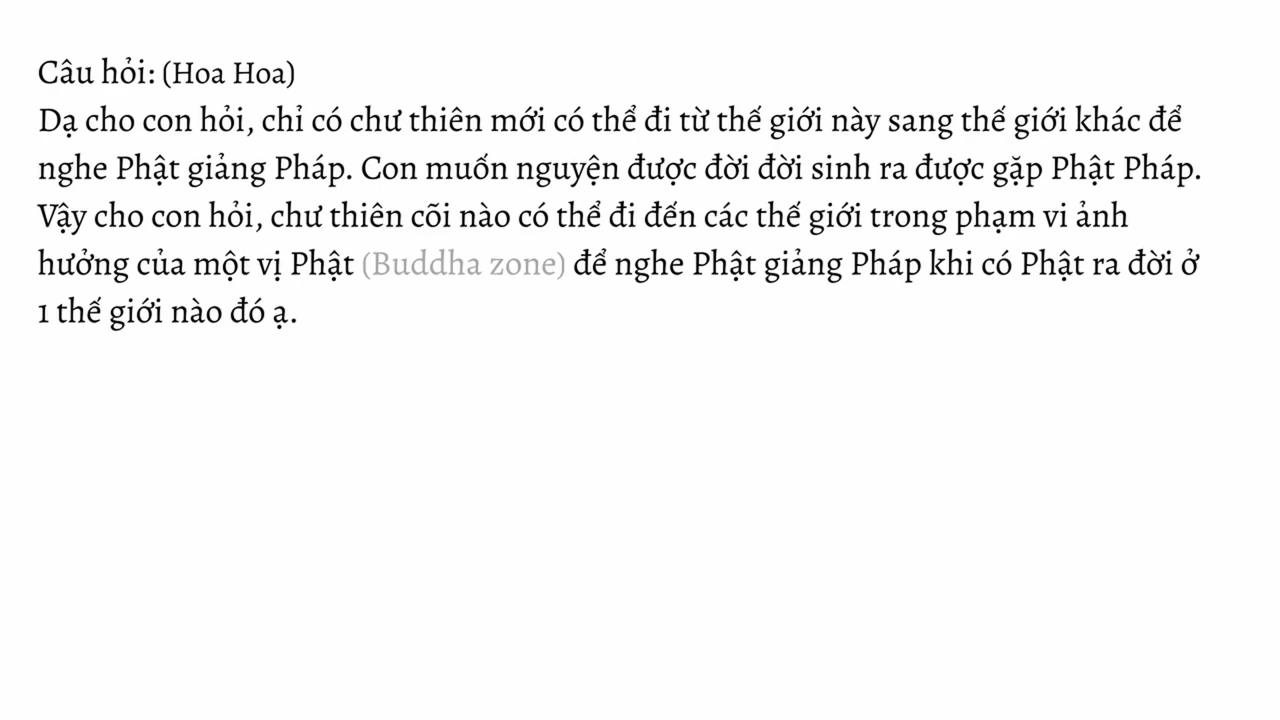 Câu hỏi: (Hoa Hoa)
Dạ cho con hỏi, chỉ có chư thiên mới có thể đi từ thế giới này sang thế giới khác để
nghe Phật giảng Pháp. Con muốn nguyện được đời đời sinh ra được gặp Phật Pháp.
Vậy cho con hỏi, chư thiên cõi nào có thể đi đến các thế giới trong phạm vi ảnh
hưởng của một vị Phật (Buddha zone) để nghe Phật giảng Pháp khi có Phật ra đời ở
1 thế giới nào đó ạ.